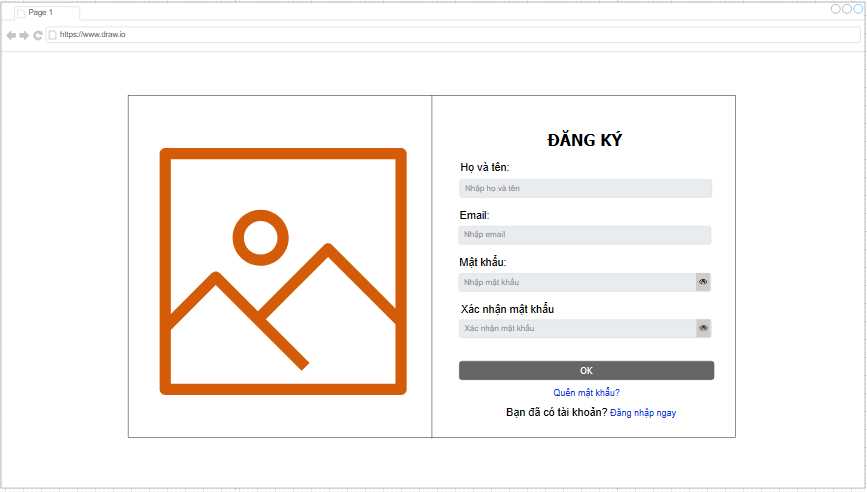 Page 1
https://www.draw.io
ĐĂNG KÝ
Họ và tên:
Nhập họ và tên
Email:
Nhập email
Mật khẩu:
Nhập mật khẩu
Xác nhận mật khẩu
Xác nhận mật khẩu
OK
Quên mật khẩu?
Bạn đã có tài khoản? Đăng nhập ngay